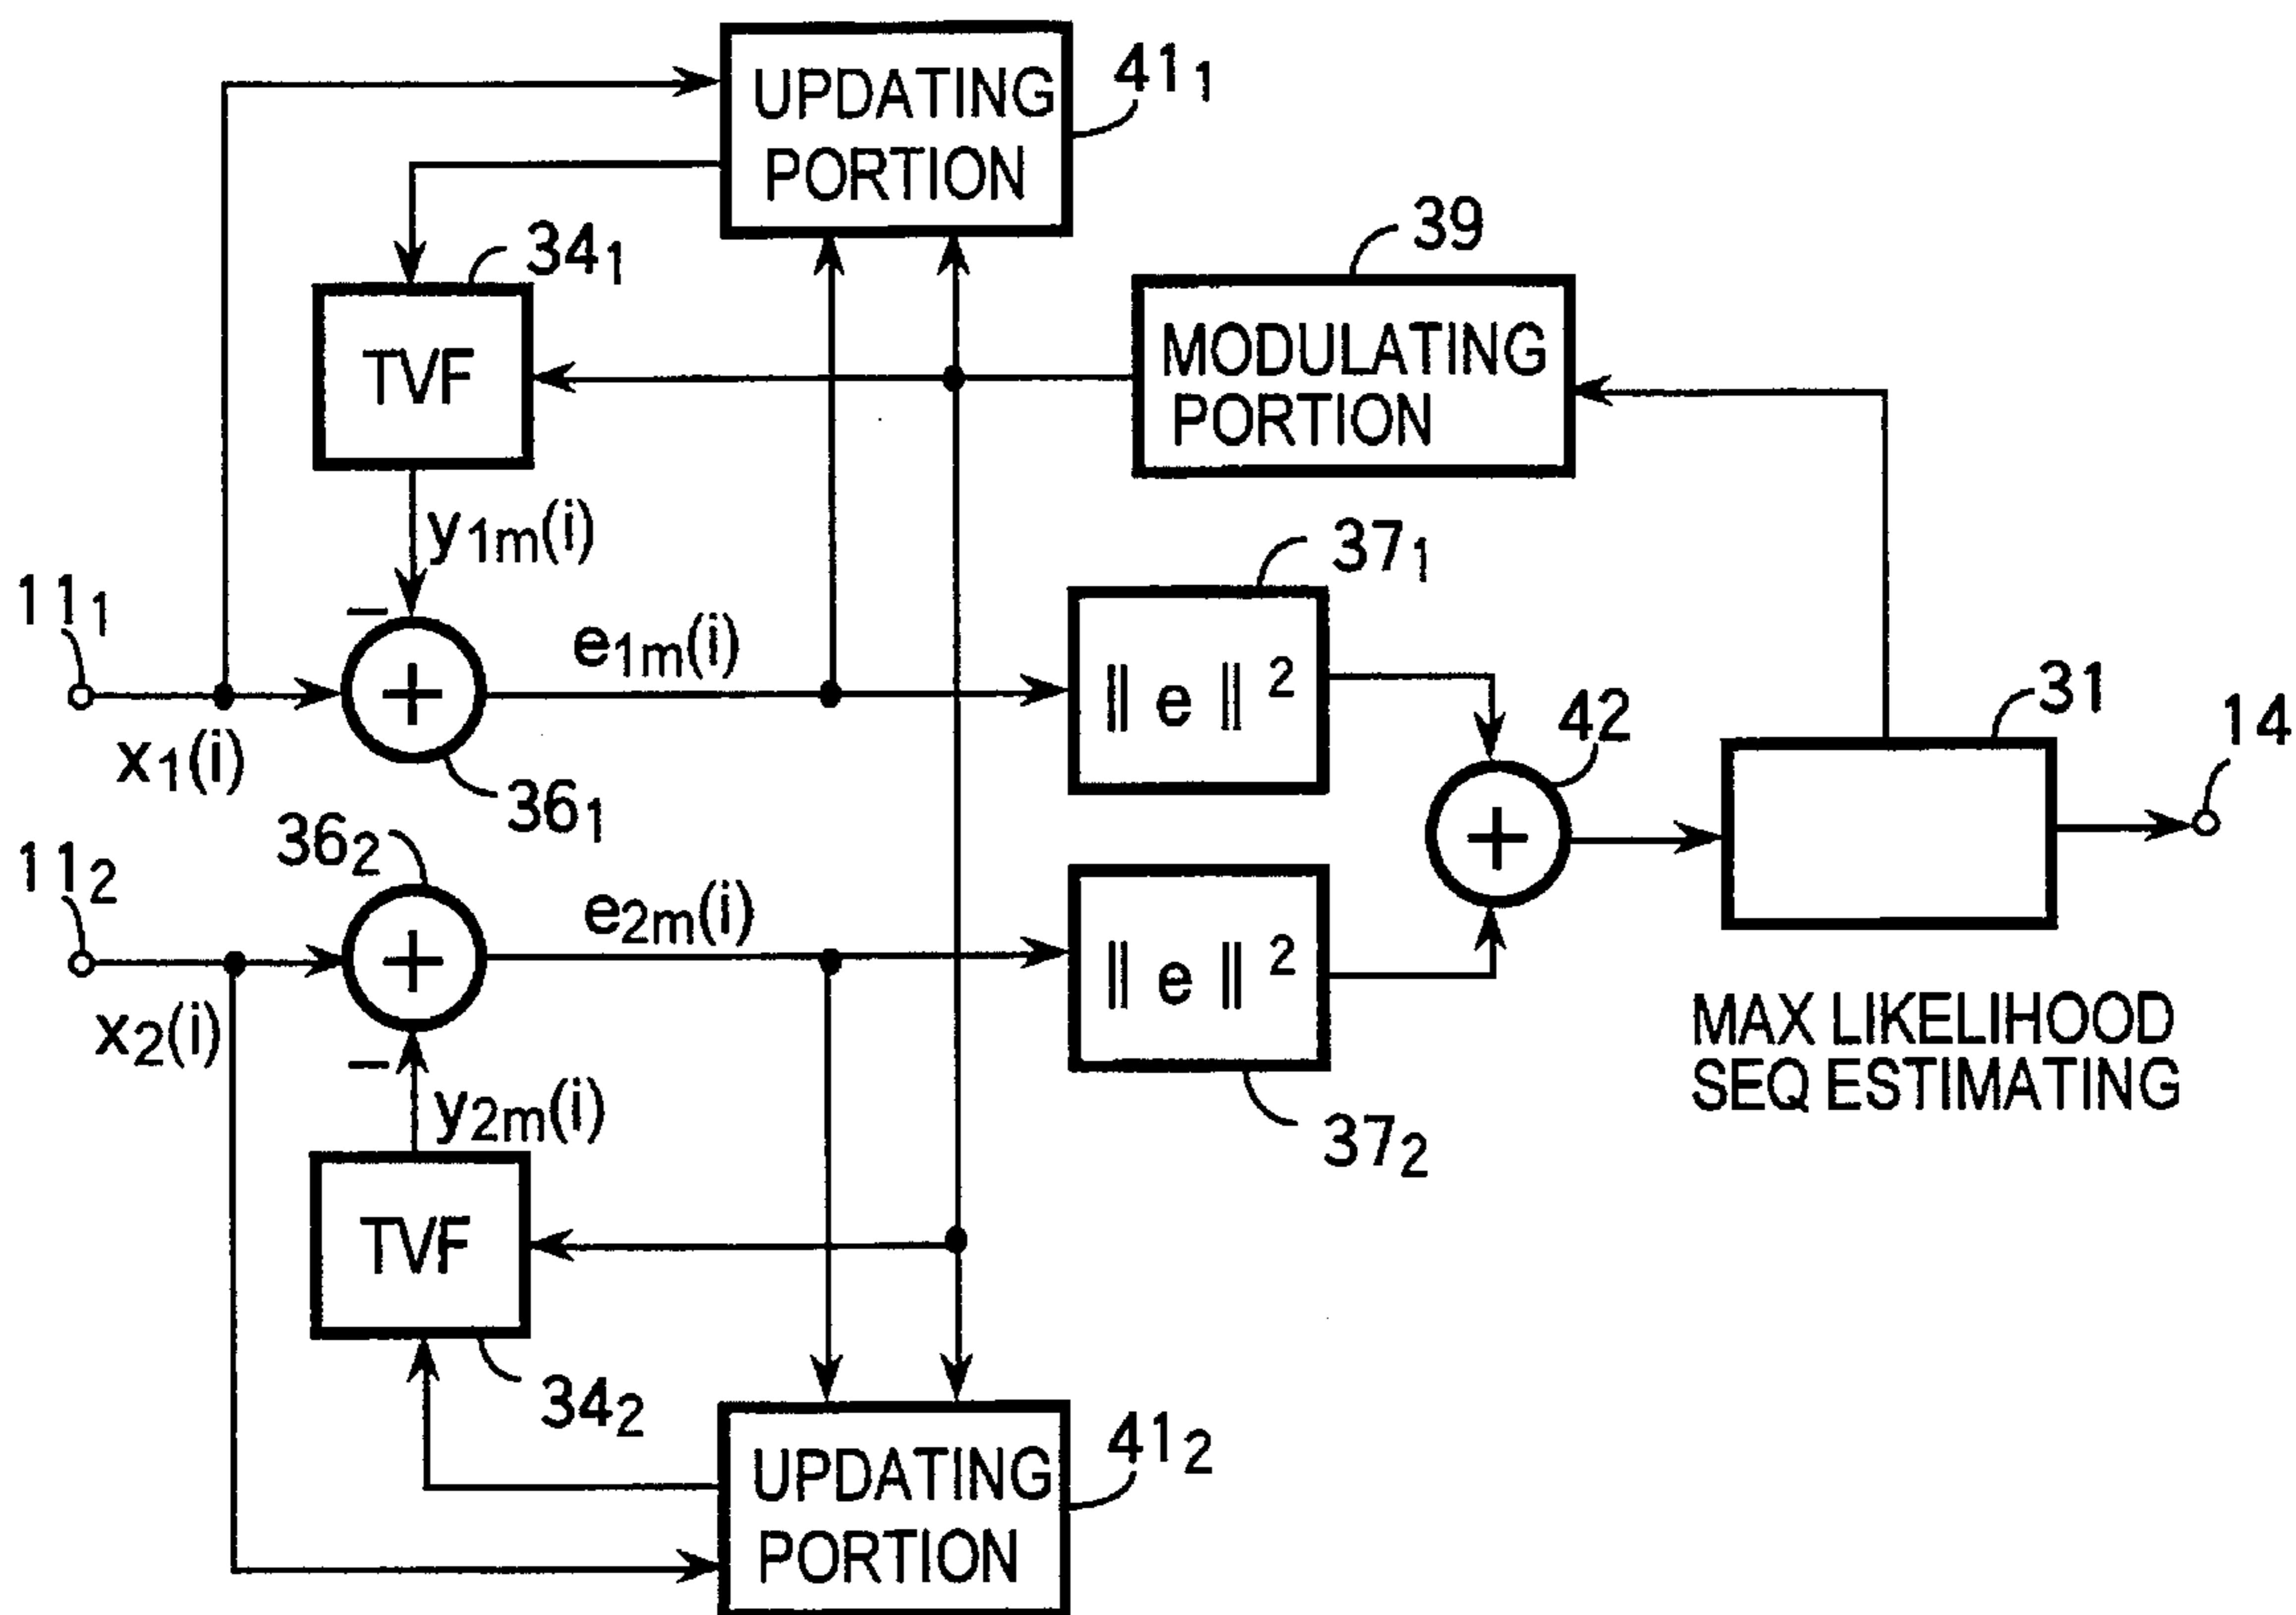 UPDATING
PORTION
41₁
39
34₁
TVF
MODULATING
PORTION
y₁ₘ(i)
37₁
11₁
−
+
e₁ₘ(i)
‖ e ‖ ²
x₁(i)
36₁
42
31
14
+
36₂
11₂
+
e₂ₘ(i)
‖ e ‖ ²
x₂(i)
−
y₂ₘ(i)
MAX LIKELIHOOD
SEQ ESTIMATING
37₂
TVF
34₂
UPDATING
PORTION
41₂